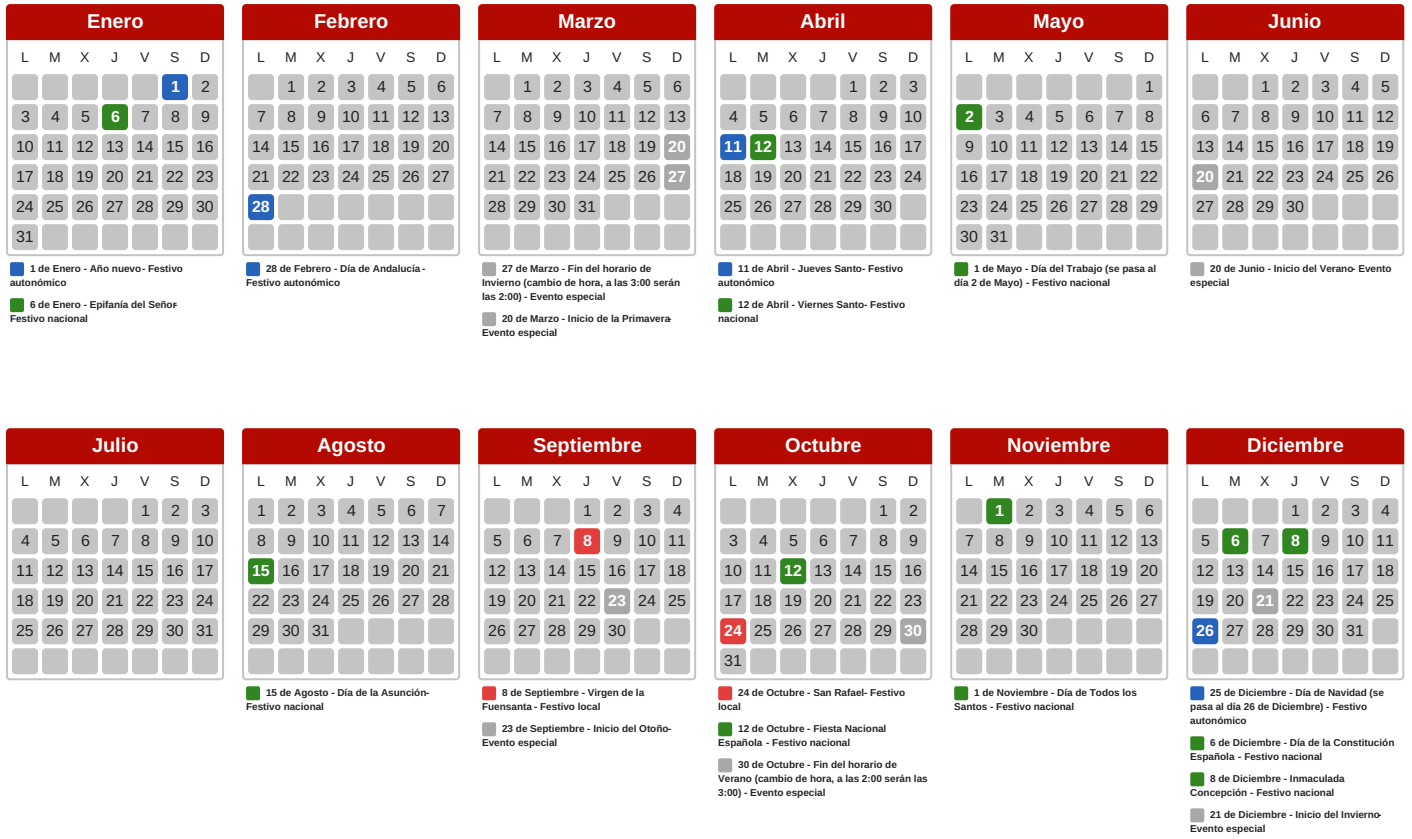 Enero
L M X J V S D
1 2
3 4 5 6 7 8 9
10 11 12 13 14 15 16
17 18 19 20 21 22 23
24 25 26 27 28 29 30
31
1 de Enero - Año nuevo- Festivo
autonómico
6 de Enero - Epifanía del Señor-
Festivo nacional
Febrero
L M X J V S D
1 2 3 4 5 6
7 8 9 10 11 12 13
14 15 16 17 18 19 20
21 22 23 24 25 26 27
28
28 de Febrero - Día de Andalucía -
Festivo autonómico
Marzo
L M X J V S D
1 2 3 4 5 6
7 8 9 10 11 12 13
14 15 16 17 18 19 20
21 22 23 24 25 26 27
28 29 30 31
27 de Marzo - Fin del horario de
Invierno (cambio de hora, a las 3:00 serán
las 2:00) - Evento especial
20 de Marzo - Inicio de la Primavera-
Evento especial
Abril
L M X J V S D
1 2 3
4 5 6 7 8 9 10
11 12 13 14 15 16 17
18 19 20 21 22 23 24
25 26 27 28 29 30
11 de Abril - Jueves Santo- Festivo
autonómico
12 de Abril - Viernes Santo- Festivo
nacional
Mayo
L M X J V S D
1
2 3 4 5 6 7 8
9 10 11 12 13 14 15
16 17 18 19 20 21 22
23 24 25 26 27 28 29
30 31
1 de Mayo - Día del Trabajo (se pasa al
día 2 de Mayo) - Festivo nacional
Junio
L M X J V S D
1 2 3 4 5
6 7 8 9 10 11 12
13 14 15 16 17 18 19
20 21 22 23 24 25 26
27 28 29 30
20 de Junio - Inicio del Verano- Evento
especial
Julio
L M X J V S D
1 2 3
4 5 6 7 8 9 10
11 12 13 14 15 16 17
18 19 20 21 22 23 24
25 26 27 28 29 30 31
Agosto
L M X J V S D
1 2 3 4 5 6 7
8 9 10 11 12 13 14
15 16 17 18 19 20 21
22 23 24 25 26 27 28
29 30 31
15 de Agosto - Día de la Asunción-
Festivo nacional
Septiembre
L M X J V S D
1 2 3 4
5 6 7 8 9 10 11
12 13 14 15 16 17 18
19 20 21 22 23 24 25
26 27 28 29 30
8 de Septiembre - Virgen de la
Fuensanta - Festivo local
23 de Septiembre - Inicio del Otoño-
Evento especial
Octubre
L M X J V S D
1 2
3 4 5 6 7 8 9
10 11 12 13 14 15 16
17 18 19 20 21 22 23
24 25 26 27 28 29 30
31
24 de Octubre - San Rafael- Festivo
local
12 de Octubre - Fiesta Nacional
Española - Festivo nacional
30 de Octubre - Fin del horario de
Verano (cambio de hora, a las 2:00 serán las
3:00) - Evento especial
Noviembre
L M X J V S D
1 2 3 4 5 6
7 8 9 10 11 12 13
14 15 16 17 18 19 20
21 22 23 24 25 26 27
28 29 30
1 de Noviembre - Día de Todos los
Santos - Festivo nacional
Diciembre
L M X J V S D
1 2 3 4
5 6 7 8 9 10 11
12 13 14 15 16 17 18
19 20 21 22 23 24 25
26 27 28 29 30 31
25 de Diciembre - Día de Navidad (se
pasa al día 26 de Diciembre) - Festivo
autonómico
6 de Diciembre - Día de la Constitución
Española - Festivo nacional
8 de Diciembre - Inmaculada
Concepción - Festivo nacional
21 de Diciembre - Inicio del Invierno-
Evento especial